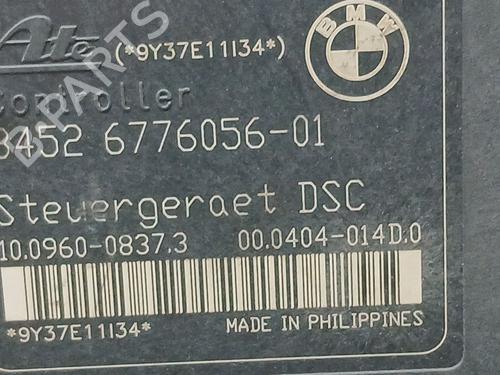 Ate (*9Y37E11I34*) BMW
Controller
3452 6776056-01
Steuergeraet DSC
10.0960-0837.3 00.0404-014D.0
*9Y37E11I34*
MADE IN PHILIPPINES
B PARTS